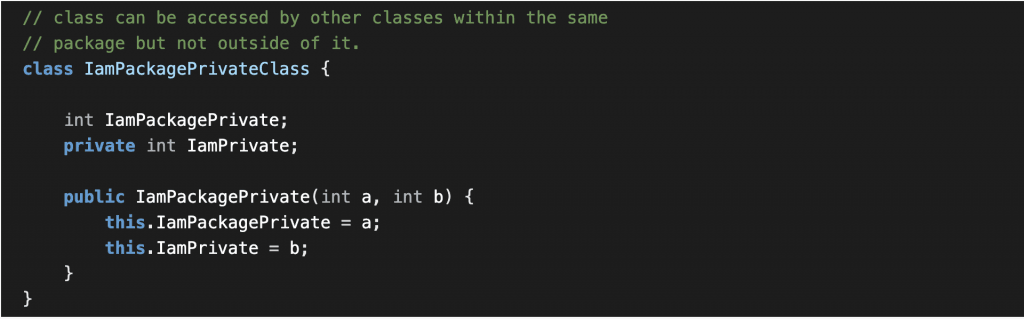 // class can be accessed by other classes within the same
// package but not outside of it.
class IamPackagePrivateClass {
int IamPackagePrivate;
private int IamPrivate;
public IamPackagePrivate(int a, int b) {
this.IamPackagePrivate = a;
this.IamPrivate = b;
}
}